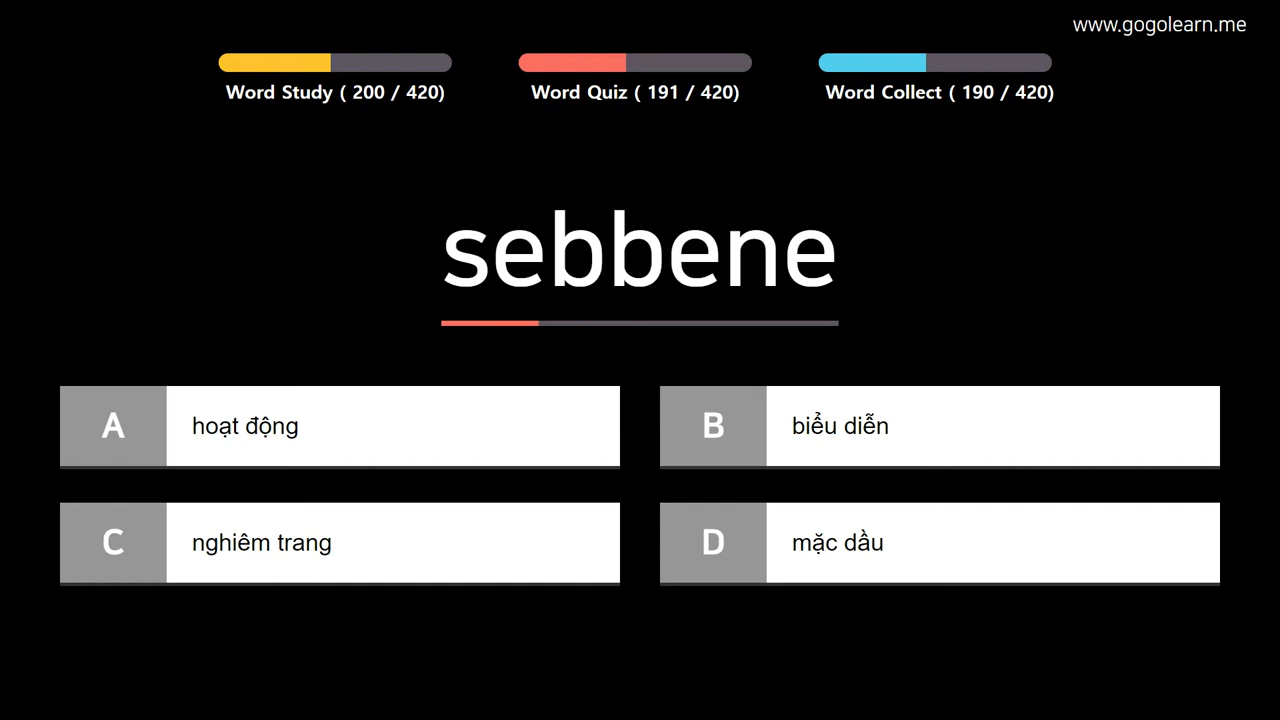 www.gogolearn.me
Word Study ( 200 / 420)
Word Quiz ( 191 / 420)
Word Collect ( 190 / 420)
sebbene
A hoạt động
B biểu diễn
C nghiêm trang
D mặc dầu